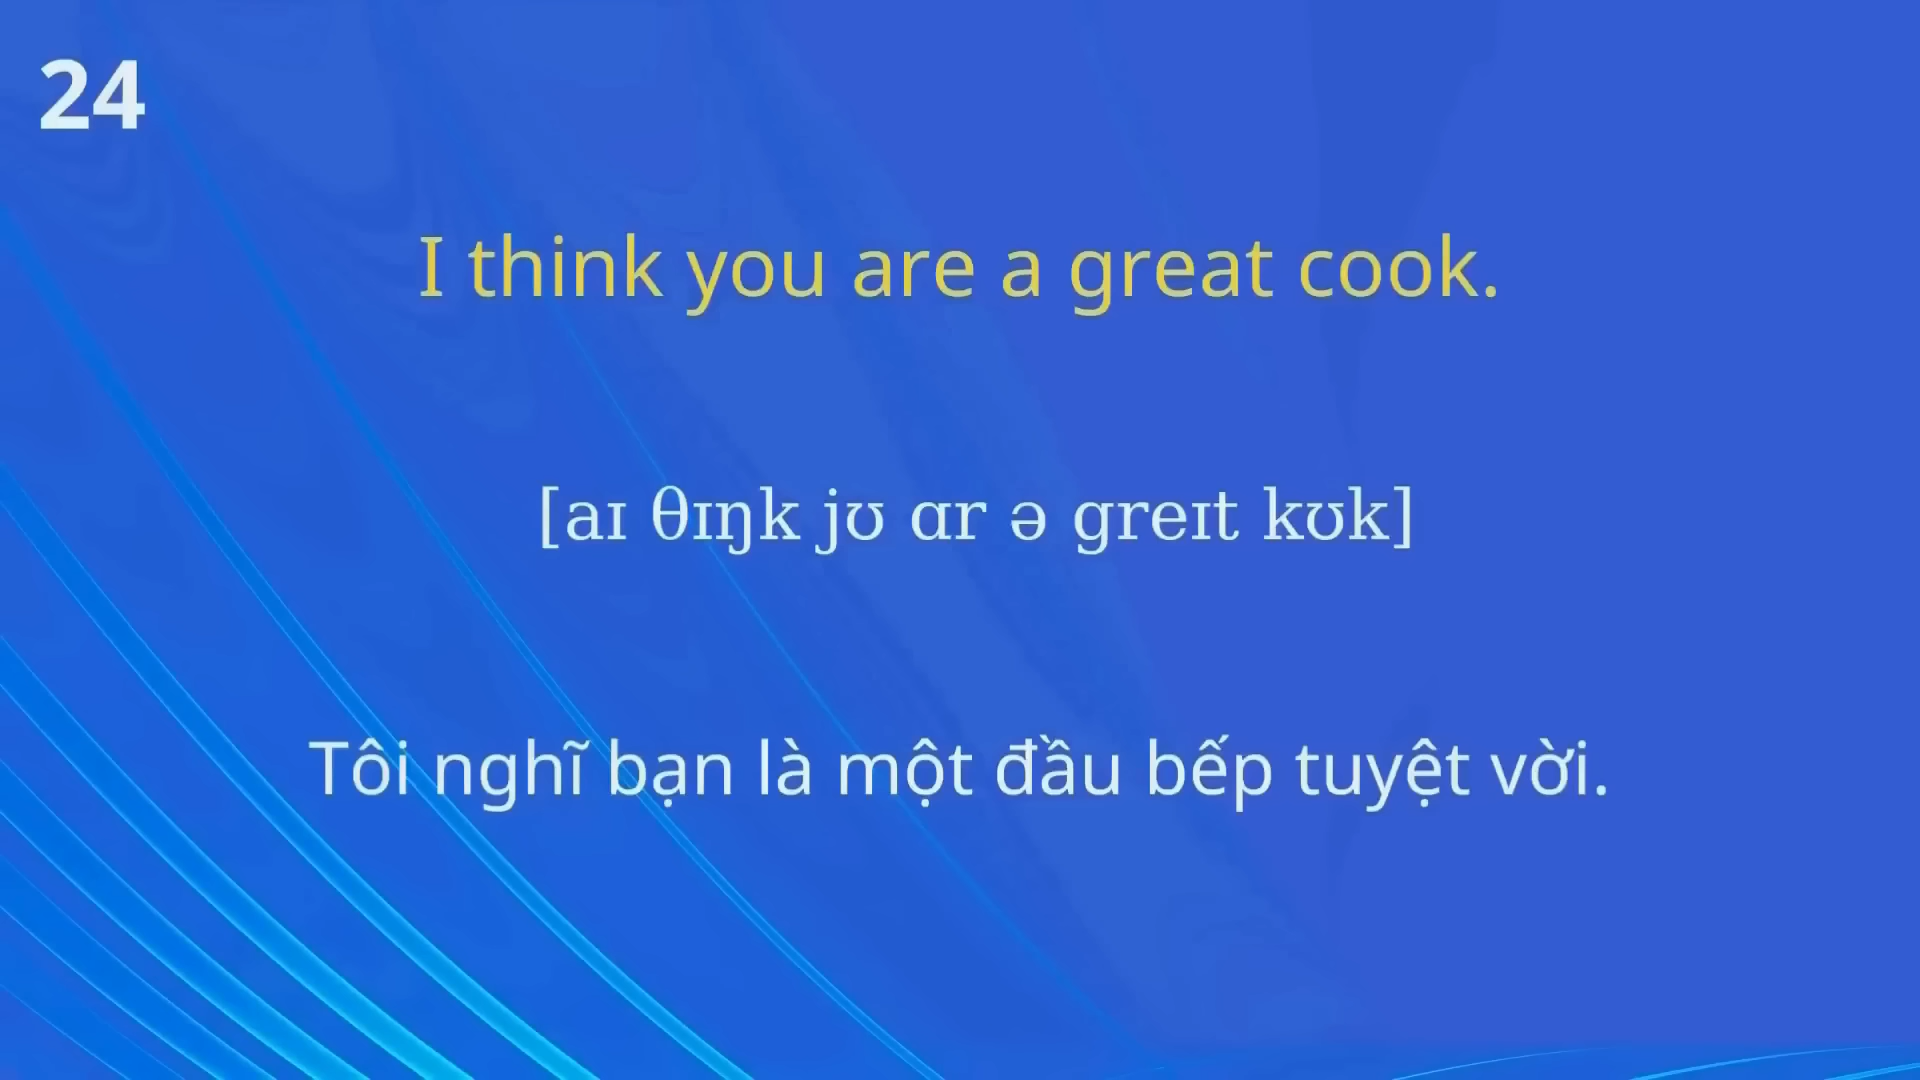 24
I think you are a great cook.
[aɪ θɪŋk jʊ ɑr ə ɡreɪt kʊk]
Tôi nghĩ bạn là một đầu bếp tuyệt vời.